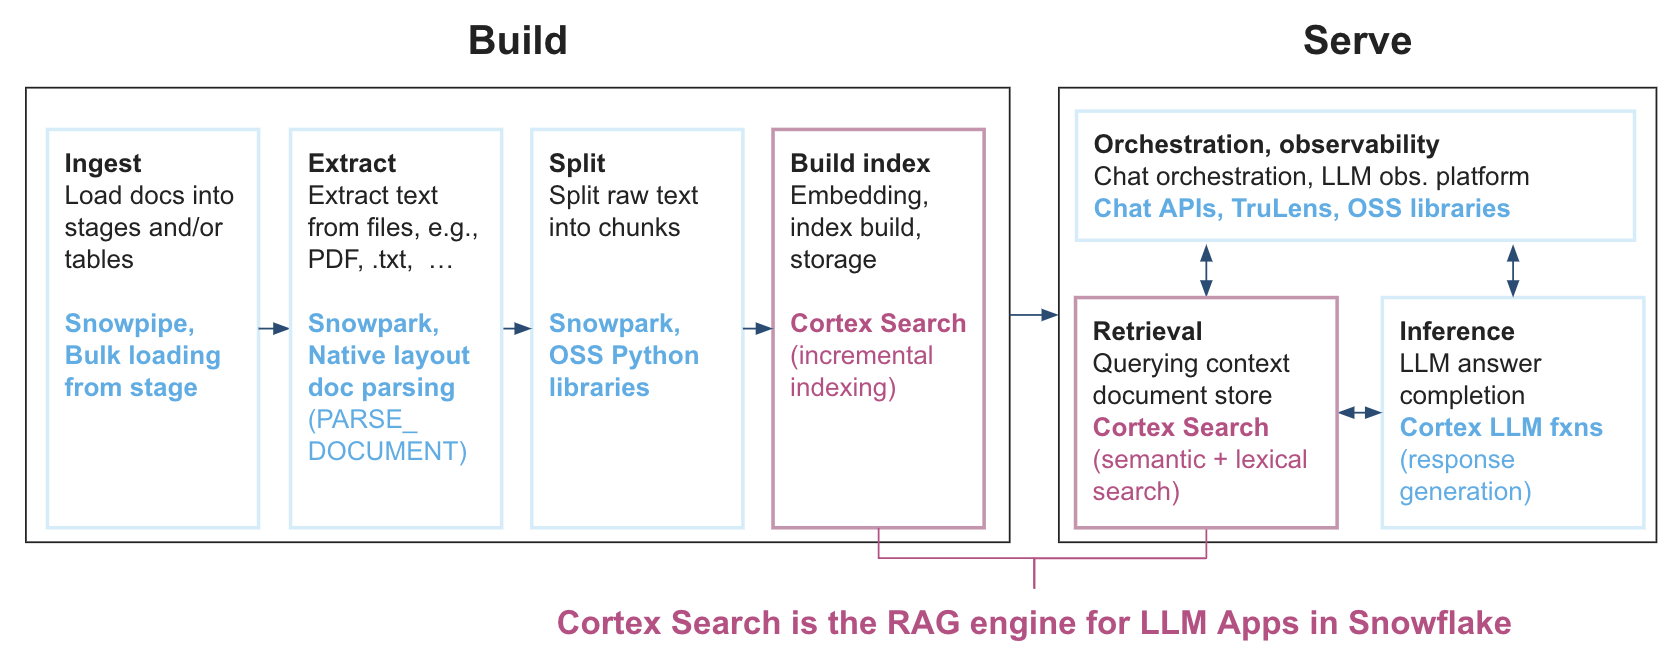 Build
Serve
Ingest
Load docs into
stages and/or
tables
Snowpipe,
Bulk loading
from stage
Extract
Extract text
from files, e.g.,
PDF, .txt,  …
Snowpark,
Native layout
doc parsing
(PARSE_
DOCUMENT)
Split
Split raw text
into chunks
Snowpark,
OSS Python
libraries
Build index
Embedding,
index build,
storage
Cortex Search
(incremental
indexing)
Orchestration, observability
Chat orchestration, LLM obs. platform
Chat APIs, TruLens, OSS libraries
Retrieval
Querying context
document store
Cortex Search
(semantic + lexical
search)
Inference
LLM answer
completion
Cortex LLM fxns
(response
generation)
Cortex Search is the RAG engine for LLM Apps in Snowflake